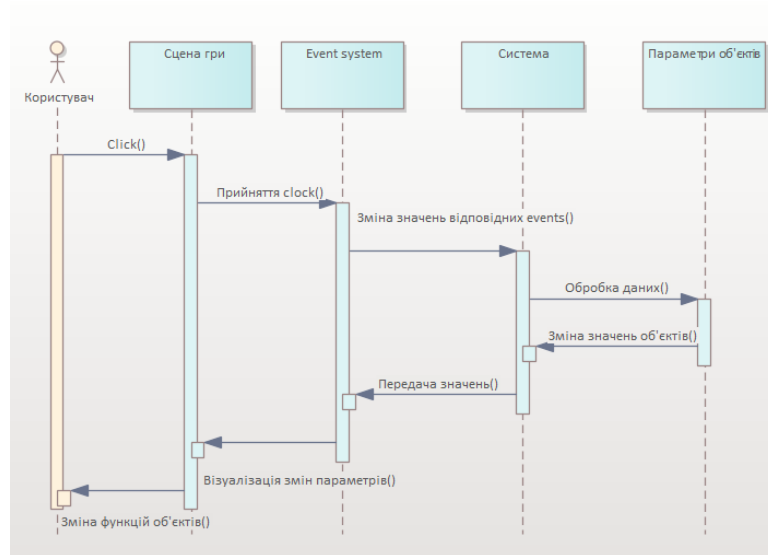 Сцена гри
Event system
Система
Параметри об'єктів
Користувач
Click()
Прийняття clock()
Зміна значень відповідних events()
Обробка даних()
Зміна значень об'єктів()
Передача значень()
Візуалізація змін параметрів()
Зміна функцій об'єктів()